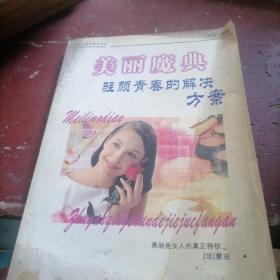 美丽魔典
驻颜青春的解决
方案
Meilimodian
Zhuyanqingchundejiejuefangan
美丽是女人的真正特权。
[法]蒙田